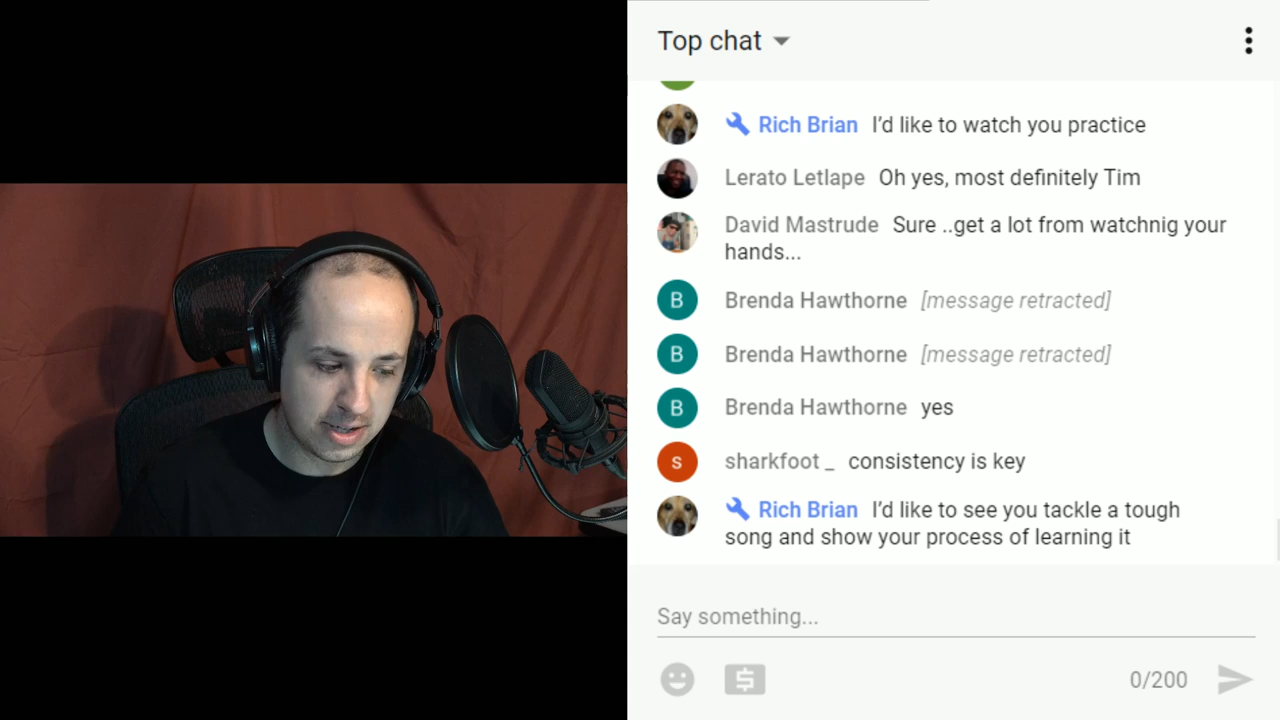 Top chat
Rich Brian I’d like to watch you practice
Lerato Letlape Oh yes, most definitely Tim
David Mastrude Sure ..get a lot from watchnig your
hands...
B Brenda Hawthorne [message retracted]
B Brenda Hawthorne [message retracted]
B Brenda Hawthorne yes
s sharkfoot _ consistency is key
Rich Brian I’d like to see you tackle a tough
song and show your process of learning it
Say something...
0/200